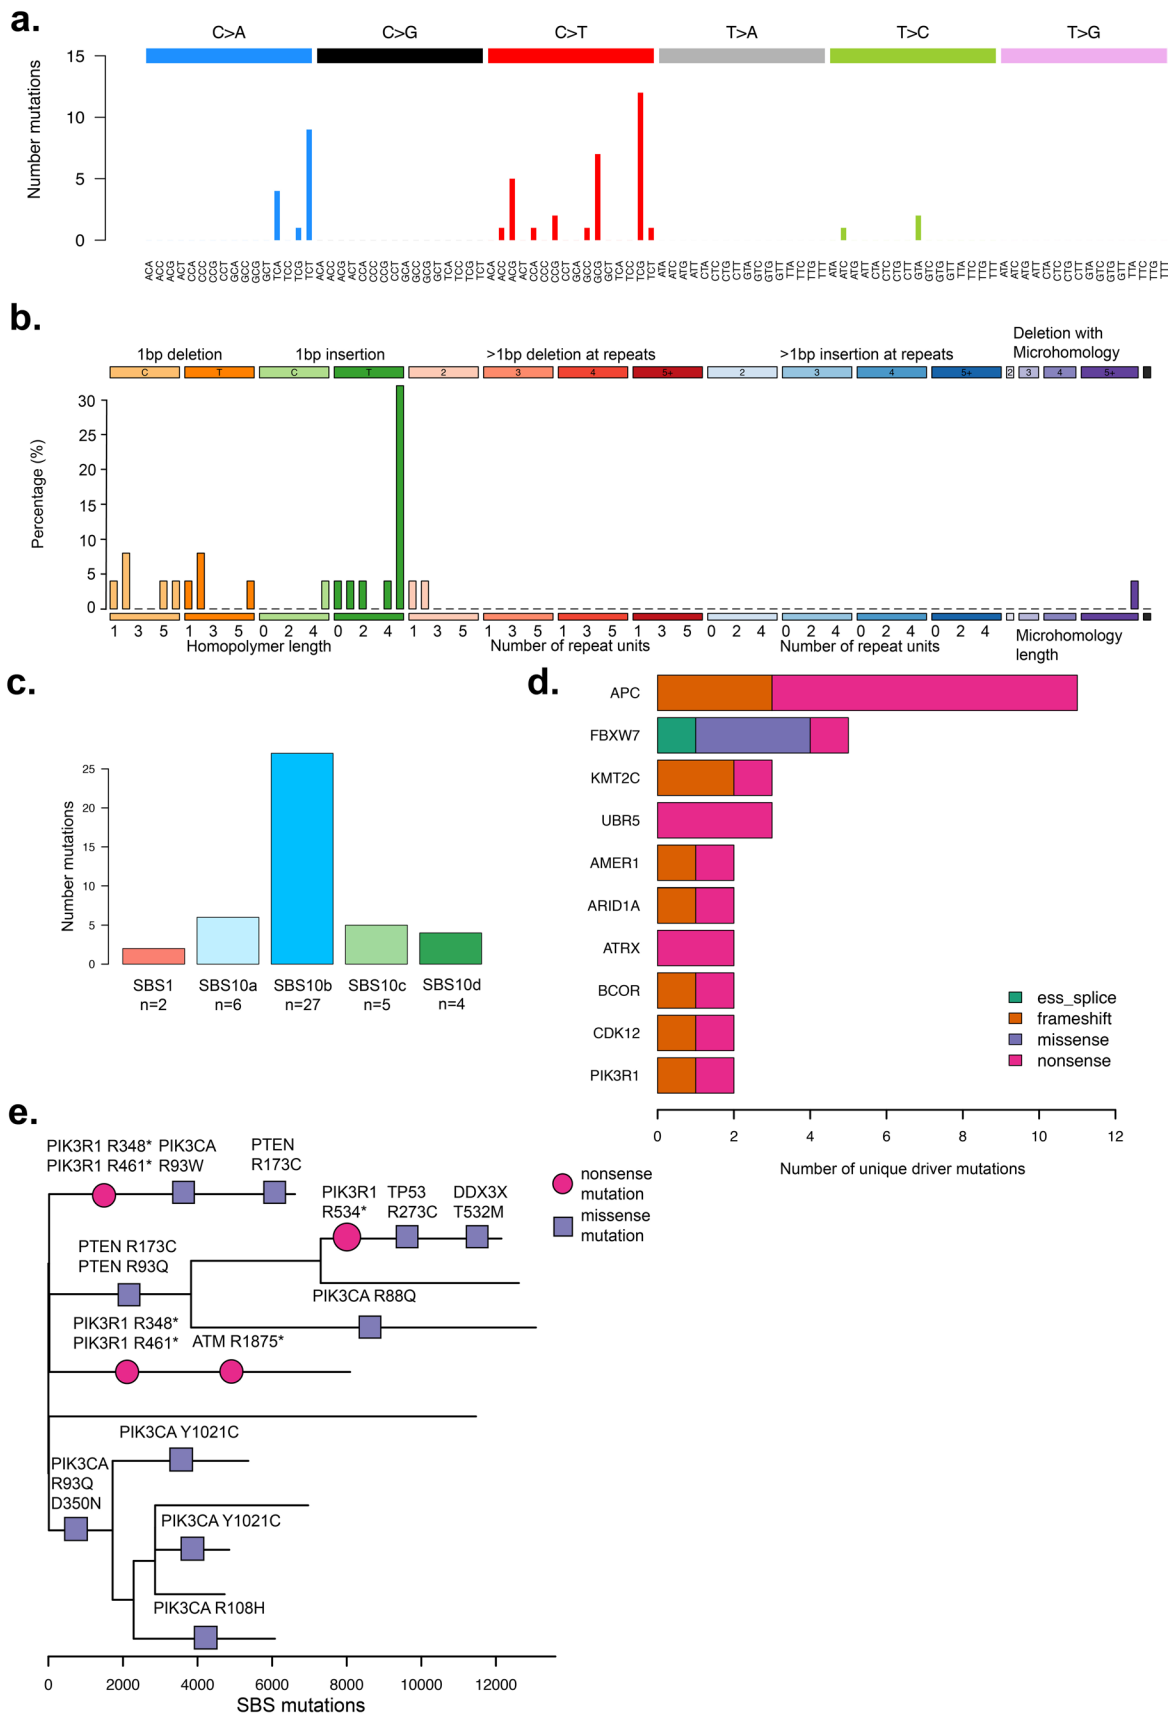 a.
C>A C>G C>T T>A T>C T>G
Number mutations
15
10
5
0
ACA ACC ACG ACT CCA CCC CCG CCT GCA GCC GCG GCT TCA TCC TCG TCT ACA ACC ACG ACT CCA CCC CCG CCT GCA GCC GCG GCT TCA TCC TCG TCT ACA ACC ACG ACT CCA CCC CCG CCT GCA GCC GCG GCT TCA TCC TCG TCT ATA ATC ATG ATT CTA CTC CTG CTT GTA GTC GTG GTT TTA TTC TTG TTT ATA ATC ATG ATT CTA CTC CTG CTT GTA GTC GTG GTT TTA TTC TTG TTT ATA ATC ATG ATT CTA CTC CTG CTT GTA GTC GTG GTT TTA TTC TTG TTT
b.
Deletion with
Microhomology
1bp deletion 1bp insertion >1bp deletion at repeats >1bp insertion at repeats
C T C T 2 3 4 5+ 2 3 4 5+ 2 3 4 5+
Percentage (%)
30
25
20
15
10
5
0
1 3 5 1 3 5 0 2 4 0 2 4 1 3 5 1 3 5 1 3 5 1 3 5 0 2 4 0 2 4 0 2 4 0 2 4
Homopolymer length Number of repeat units Number of repeat units
Microhomology
length
c.
Number mutations
25
20
15
10
5
0
SBS1 SBS10a SBS10b SBS10c SBS10d
n=2 n=6 n=27 n=5 n=4
d.
APC
FBXW7
KMT2C
UBR5
AMER1
ARID1A
ATRX
BCOR
CDK12
PIK3R1
ess_splice
frameshift
missense
nonsense
0 2 4 6 8 10 12
Number of unique driver mutations
e.
PIK3R1 R348*
PIK3R1 R461*
PIK3CA
R93W
PTEN
R173C
nonsense
mutation
missense
mutation
PIK3R1
R534*
TP53
R273C
DDX3X
T532M
PTEN R173C
PTEN R93Q
PIK3CA R88Q
PIK3R1 R348*
PIK3R1 R461*
ATM R1875*
PIK3CA Y1021C
PIK3CA
R93Q
D350N
PIK3CA Y1021C
PIK3CA R108H
0 2000 4000 6000 8000 10000 12000
SBS mutations